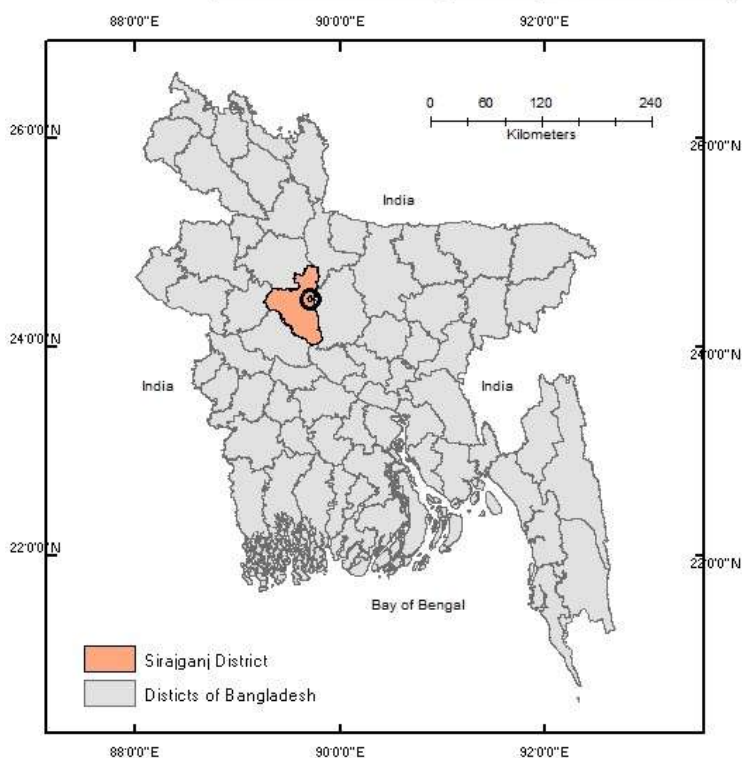 88°0'0"E 90°0'0"E 92°0'0"E
0 60 120 240
Kilometers
26°0'0"N 26°0'0"N
India
24°0'0"N 24°0'0"N
India India
22°0'0"N 22°0'0"N
Bay of Bengal
Sirajganj District
Disticts of Bangladesh
88°0'0"E 90°0'0"E 92°0'0"E